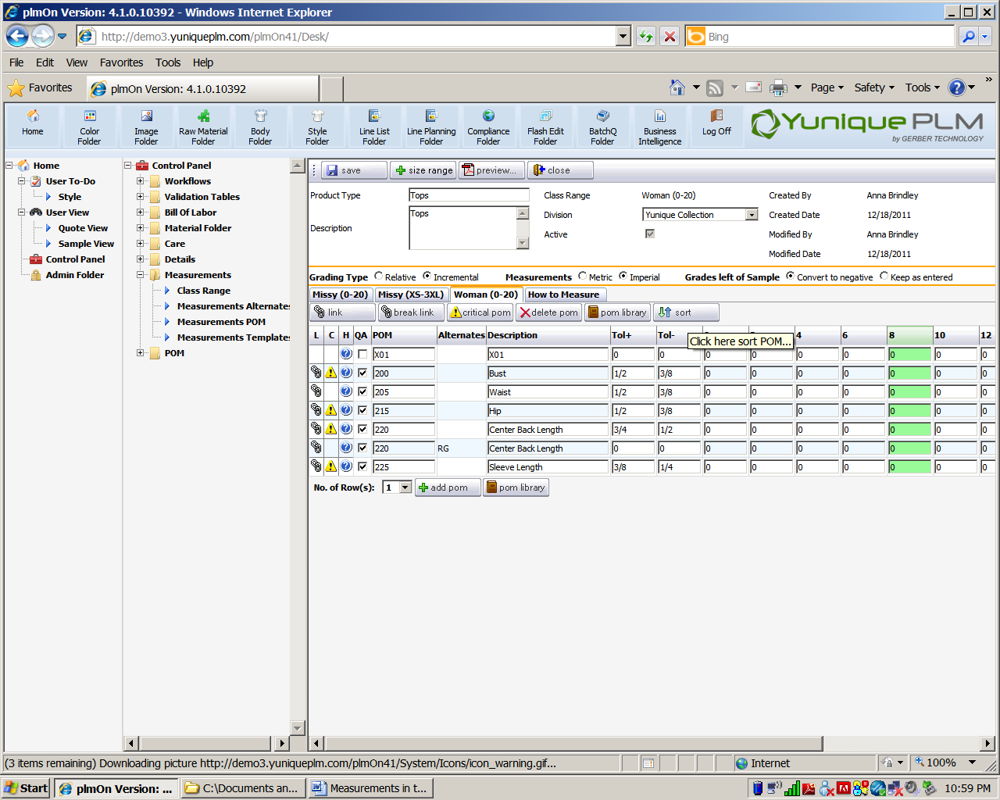 plmOn Version: 4.1.0.10392 - Windows Internet Explorer
http://demo3.yuniqueplm.com/plmOn41/Desk/
Bing
File Edit View Favorites Tools Help
Favorites plmOn Version: 4.1.0.10392 Page Safety Tools »
Home Color Folder Image Folder Raw Material Folder Body Folder Style Folder Line List Folder Line Planning Folder Compliance Folder Flash Edit Folder BatchQ Folder Business Intelligence Log Off
YuniquePLM
by GERBER TECHNOLOGY
Home
User To-Do
Style
User View
Quote View
Sample View
Control Panel
Admin Folder
Control Panel
Workflows
Validation Tables
Bill Of Labor
Material Folder
Care
Details
Measurements
Class Range
Measurements Alternates
Measurements POM
Measurements Templates
POM
save size range preview... close
Product Type Tops Class Range Woman (0-20) Created By Anna Brindley
Description Tops Division Yunique Collection Created Date 12/18/2011
Active Modified By Anna Brindley
Modified Date 12/18/2011
Grading Type Relative Incremental Measurements Metric Imperial Grades left of Sample Convert to negative Keep as entered
Missy (0-20) Missy (XS-3XL) Woman (0-20) How to Measure
link break link critical pom delete pom pom library sort
L C H QA POM Alternates Description Tol+ Tol- 4 6 8 10 12
Click here sort POM...
X01 X01 0 0 0 0 0 0 0 0 0
200 Bust 1/2 3/8 0 0 0 0 0 0 0
205 Waist 1/2 3/8 0 0 0 0 0 0 0
215 Hip 1/2 3/8 0 0 0 0 0 0 0
220 Center Back Length 3/4 1/2 0 0 0 0 0 0 0
220 RG Center Back Length 0 0 0 0 0 0 0 0 0
225 Sleeve Length 3/8 1/4 0 0 0 0 0 0 0
No. of Row(s): 1 add pom pom library
(3 items remaining) Downloading picture http://demo3.yuniqueplm.com/plmOn41/System/Icons/icon_warning.gif... Internet 100%
Start plmOn Version: ... C:\Documents an... Measurements in t... 10:59 PM